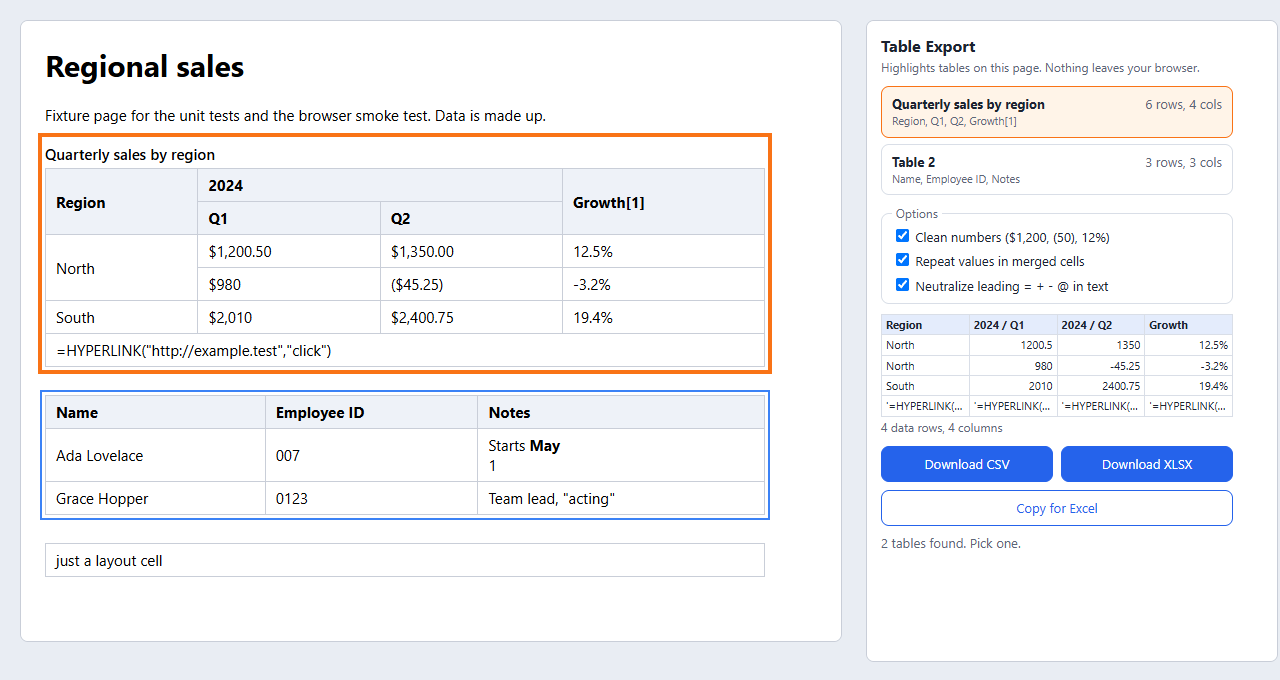 Regional sales
Fixture page for the unit tests and the browser smoke test. Data is made up.
Quarterly sales by region
Region 2024 Growth[1]
Q1 Q2
North $1,200.50 $1,350.00 12.5%
$980 ($45.25) -3.2%
South $2,010 $2,400.75 19.4%
=HYPERLINK("http://example.test","click")
Name Employee ID Notes
Ada Lovelace 007 Starts May
1
Grace Hopper 0123 Team lead, "acting"
just a layout cell
Table Export
Highlights tables on this page. Nothing leaves your browser.
Quarterly sales by region 6 rows, 4 cols
Region, Q1, Q2, Growth[1]
Table 2 3 rows, 3 cols
Name, Employee ID, Notes
Options
Clean numbers ($1,200, (50), 12%)
Repeat values in merged cells
Neutralize leading = + - @ in text
Region 2024 / Q1 2024 / Q2 Growth
North 1200.5 1350 12.5%
North 980 -45.25 -3.2%
South 2010 2400.75 19.4%
'=HYPERLINK(... '=HYPERLINK(... '=HYPERLINK(... '=HYPERLINK(...
4 data rows, 4 columns
Download CSV Download XLSX
Copy for Excel
2 tables found. Pick one.